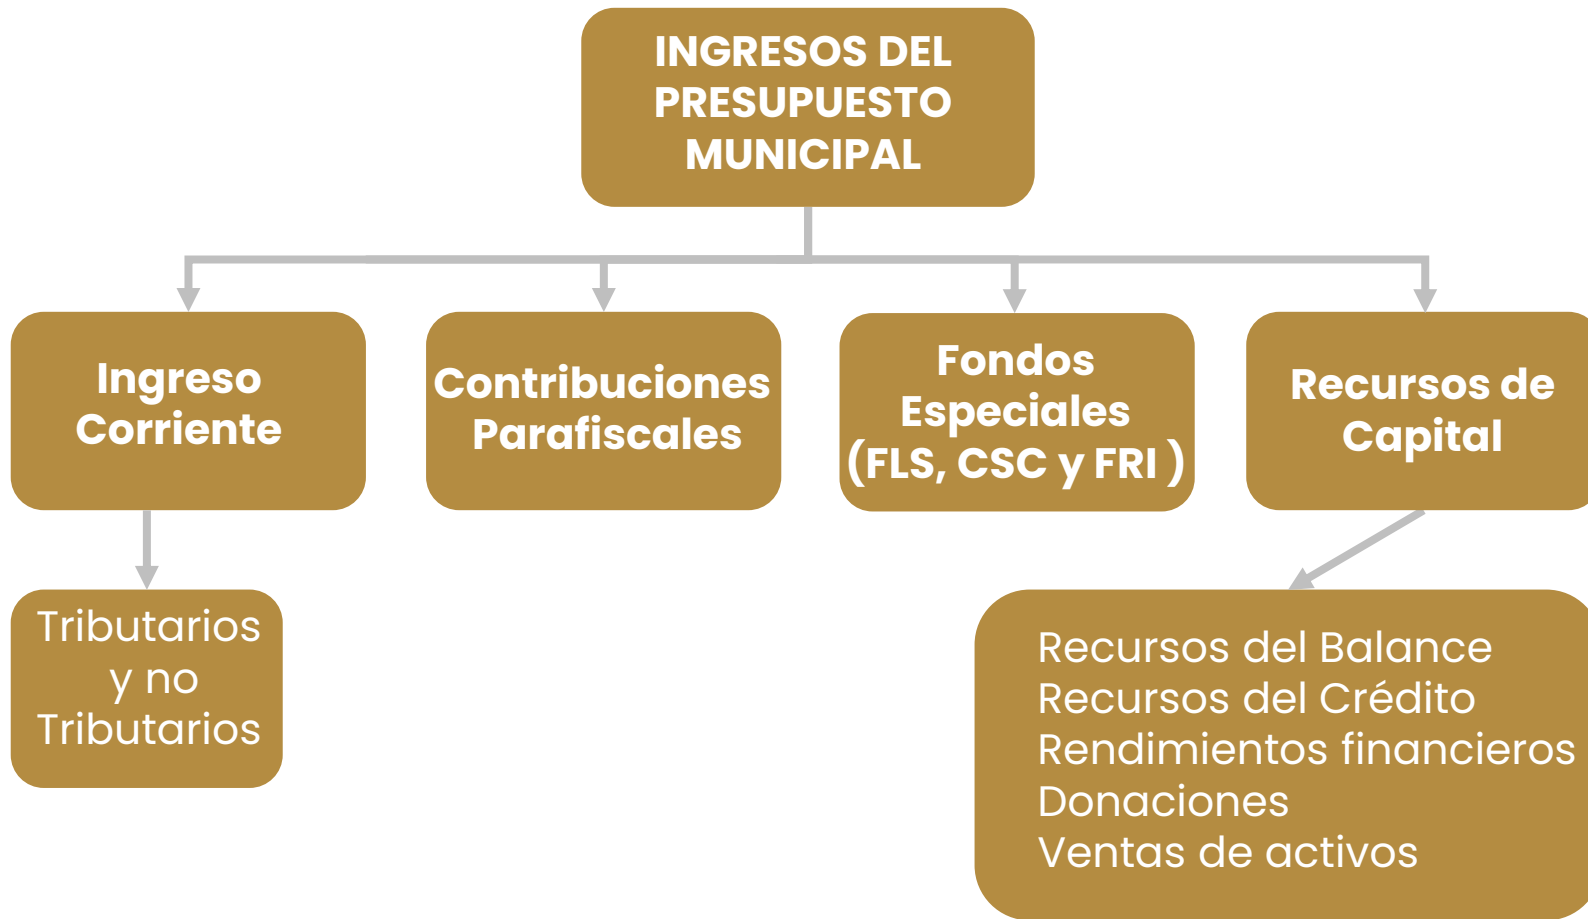 INGRESOS DEL
PRESUPUESTO
MUNICIPAL
Ingreso
Corriente
Contribuciones
Parafiscales
Fondos
Especiales
(FLS, CSC y FRI )
Recursos de
Capital
Tributarios
y no
Tributarios
Recursos del Balance
Recursos del Crédito
Rendimientos financieros
Donaciones
Ventas de activos